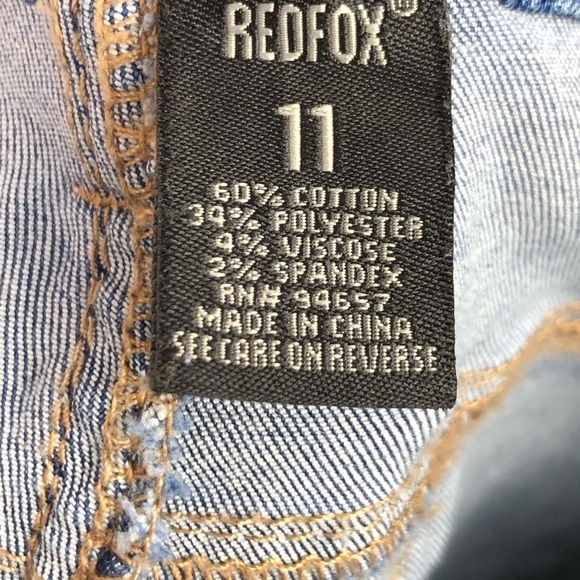 REDFOX®
11
60% COTTON
34% POLYESTER
4% VISCOSE
2% SPANDEX
RN# 94657
MADE IN CHINA
SEE CARE ON REVERSE